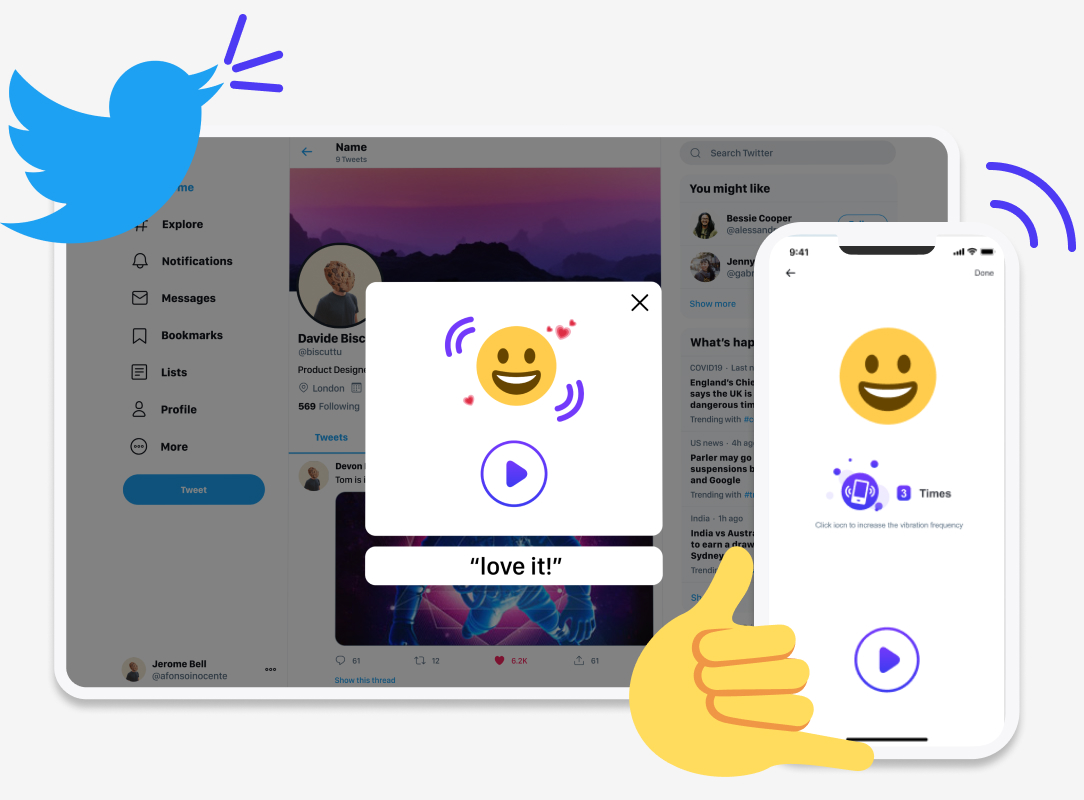 Name
9 Tweets
Search Twitter
Explore
Notifications
Messages
Bookmarks
Lists
Profile
More
Tweet
Jerome Bell
@afonsoinocente
Davide Bisc
@biscuttu
Product Designe
London
569 Following
Tweets
Devon
Tom is i
61
12
6.2K
61
Show this thread
“love it!”
You might like
Bessie Cooper
@alessandr
Jenny
@gabr
Show more
What’s hap
COVID19 · Last n
England’s Chie
says the UK is
dangerous tim
Trending with #c
US news · 4h ag
Parler may go
suspensions b
and Google
Trending with #t
India · 1h ago
India vs Austra
to earn a draw
Sydney
Trendi
Sh
9:41
Done
3 Times
Click icon to increase the vibration frequency